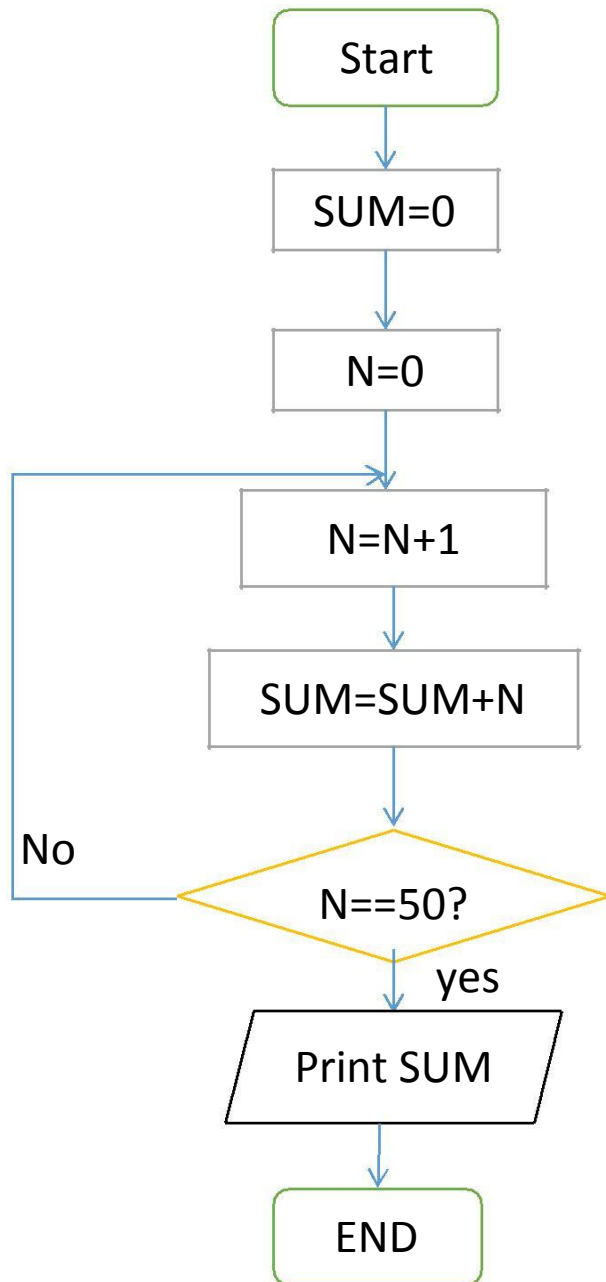 Start
SUM=0
N=0
N=N+1
SUM=SUM+N
No
N==50?
yes
Print SUM
END